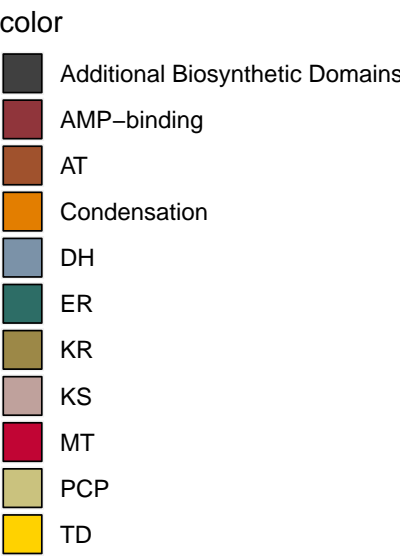 color
Additional Biosynthetic Domains
AMP−binding
AT
Condensation
DH
ER
KR
KS
MT
PCP
TD